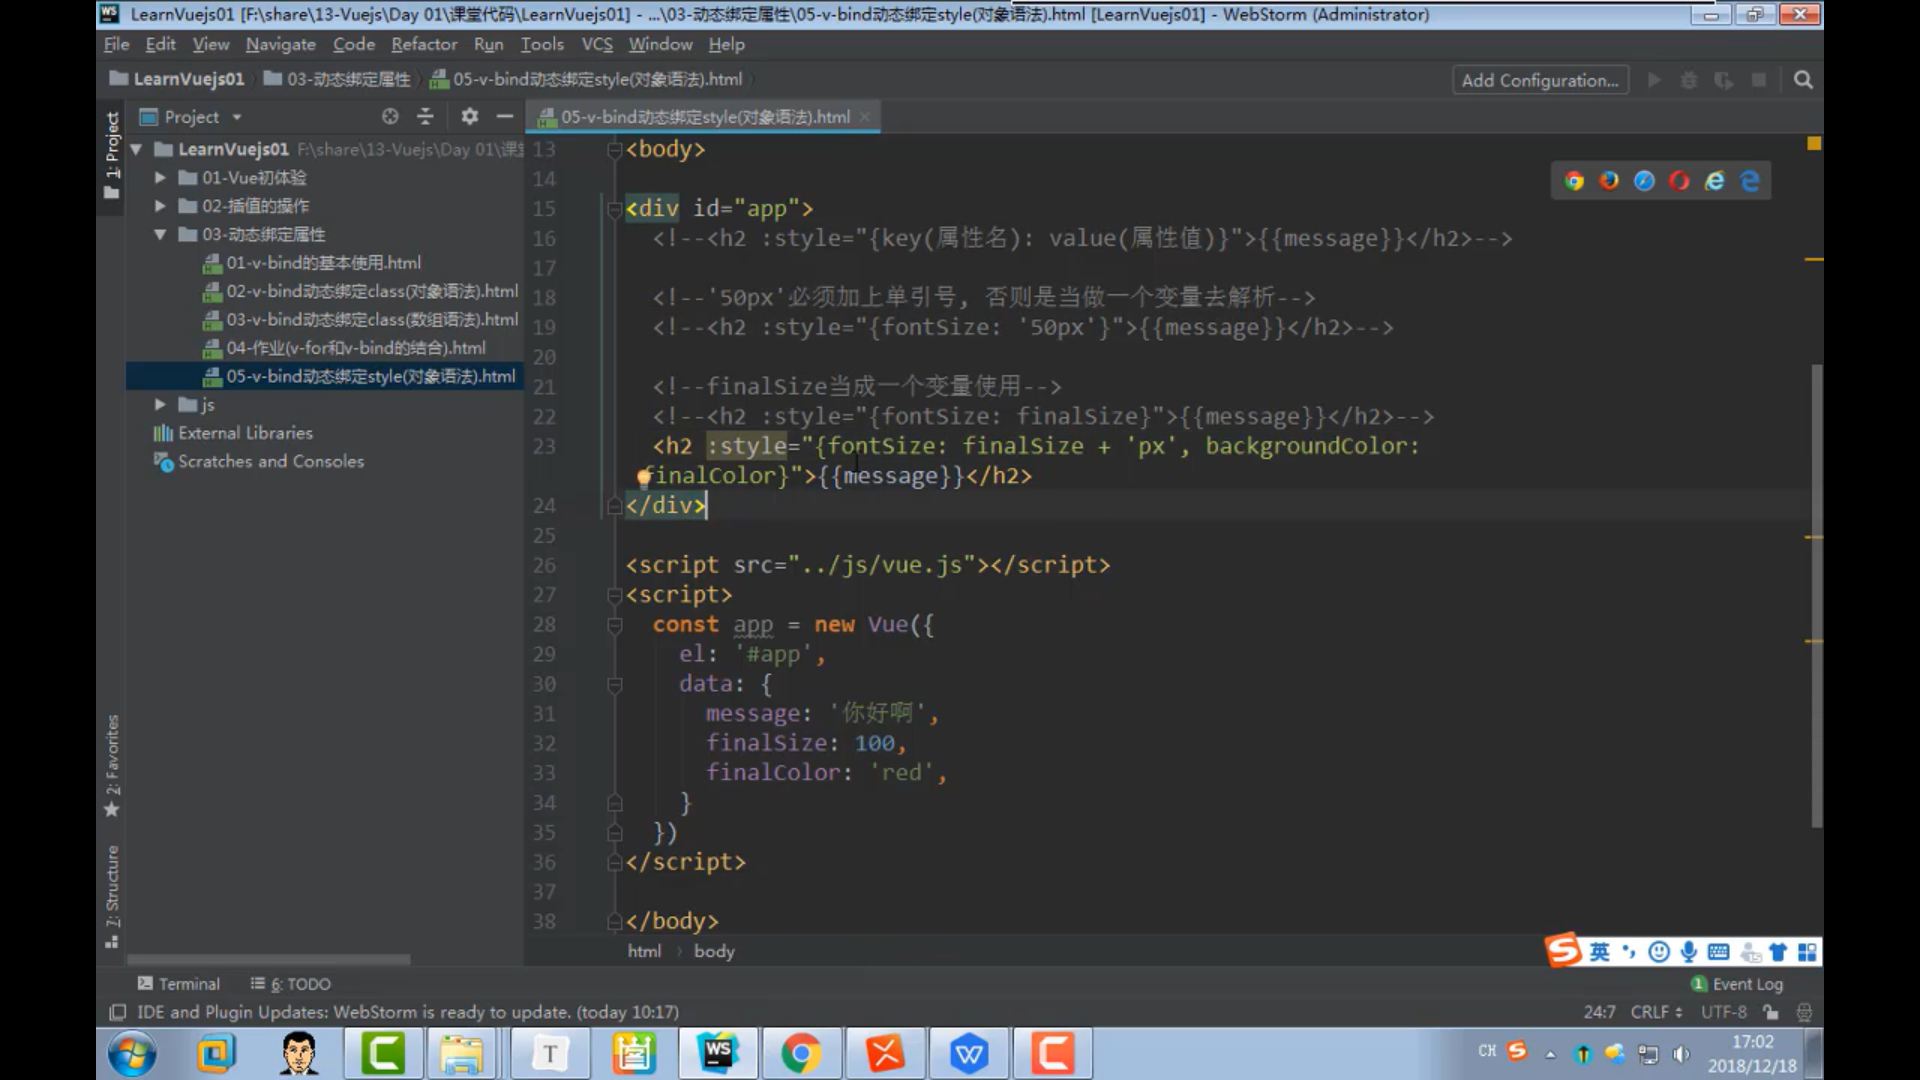 LearnVuejs01 [F:\share\13-Vuejs\Day 01\课堂代码\LearnVuejs01] - ...\03-动态绑定属性\05-v-bind动态绑定style(对象语法).html [LearnVuejs01] - WebStorm (Administrator)
File Edit View Navigate Code Refactor Run Tools VCS Window Help
LearnVuejs01 03-动态绑定属性 05-v-bind动态绑定style(对象语法).html Add Configuration...
1: Project
Project
05-v-bind动态绑定style(对象语法).html
LearnVuejs01 F:\share\13-Vuejs\Day 01\课
01-Vue初体验
02-插值的操作
03-动态绑定属性
01-v-bind的基本使用.html
02-v-bind动态绑定class(对象语法).html
03-v-bind动态绑定class(数组语法).html
04-作业(v-for和v-bind的结合).html
05-v-bind动态绑定style(对象语法).html
js
External Libraries
Scratches and Consoles
2: Favorites
7: Structure
13 <body>
14
15 <div id="app">
16 <!--<h2 :style="{key(属性名): value(属性值)}">{{message}}</h2>-->
17
18 <!--'50px'必须加上单引号, 否则是当做一个变量去解析-->
19 <!--<h2 :style="{fontSize: '50px'}">{{message}}</h2>-->
20
21 <!--finalSize当成一个变量使用-->
22 <!--<h2 :style="{fontSize: finalSize}">{{message}}</h2>-->
23 <h2 :style="{fontSize: finalSize + 'px', backgroundColor:
finalColor}">{{message}}</h2>
24 </div>
25
26 <script src="../js/vue.js"></script>
27 <script>
28 const app = new Vue({
29 el: '#app',
30 data: {
31 message: '你好啊',
32 finalSize: 100,
33 finalColor: 'red',
34 }
35 })
36 </script>
37
38 </body>
html body
英
Terminal 6: TODO 1 Event Log
IDE and Plugin Updates: WebStorm is ready to update. (today 10:17) 24:7 CRLF UTF-8
T WS CH 17:02
2018/12/18